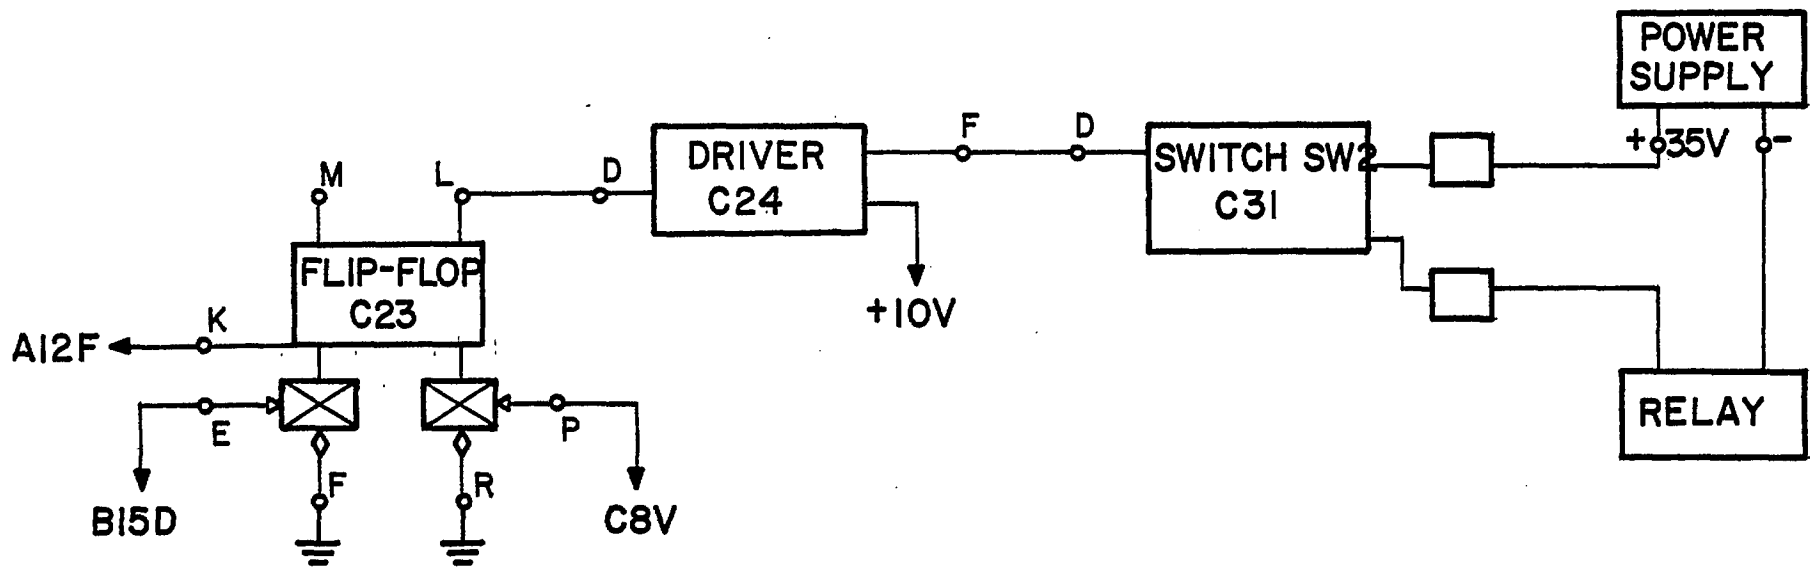 POWER
SUPPLY
+ 35V -
F
D
DRIVER
C24
SWITCH SW2
C31
M
L
D
FLIP-FLOP
C23
+10V
K
A12F
E
P
RELAY
F
R
B15D
C8V